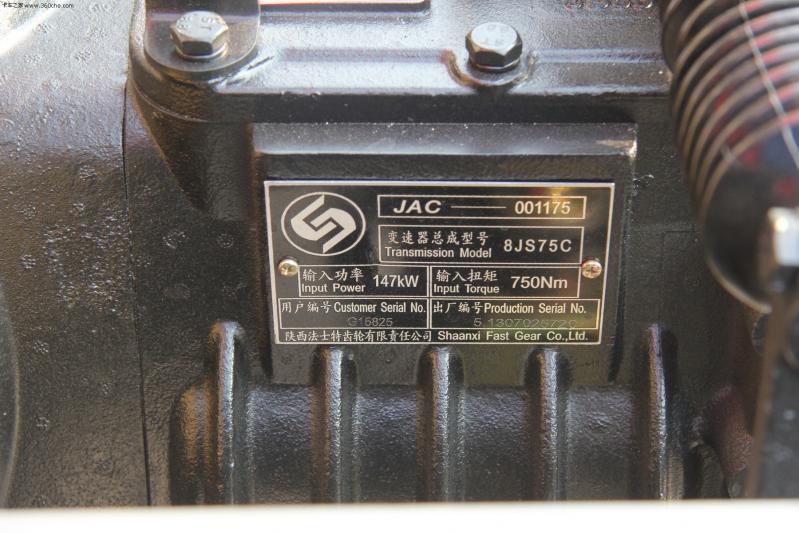 卡车之家 www.360che.com
JAC 001175
变速器总成型号 8JS75C
Transmission Model
输入功率 147kW 输入扭矩 750Nm
Input Power Input Torque
用户编号 Customer Serial No. 出厂编号 Production Serial No.
G15825
陕西法士特齿轮有限责任公司 Shaanxi Fast Gear Co.,Ltd.